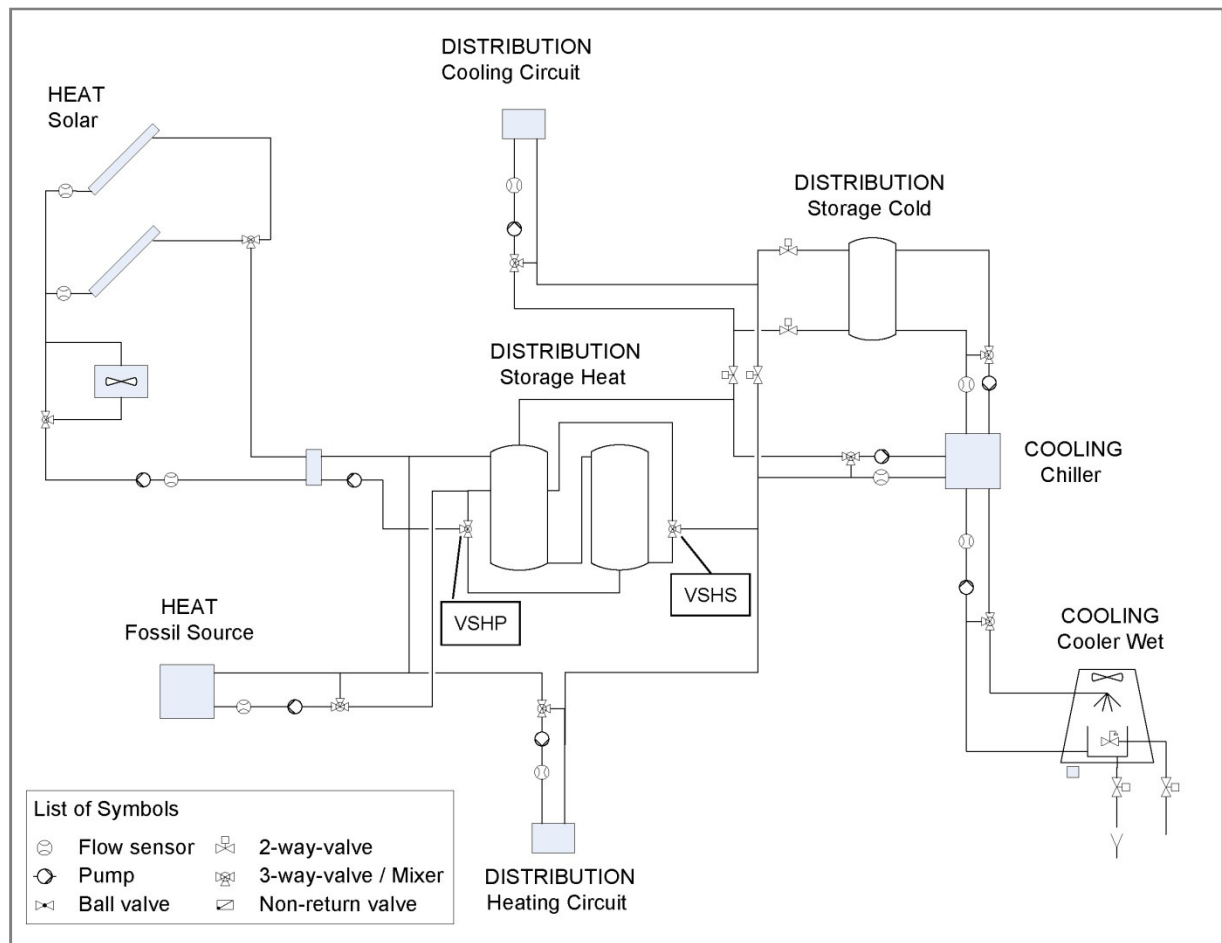 DISTRIBUTION
Cooling Circuit
HEAT
Solar
DISTRIBUTION
Storage Cold
DISTRIBUTION
Storage Heat
COOLING
Chiller
VSHP
VSHS
HEAT
Fossil Source
COOLING
Cooler Wet
List of Symbols
Flow sensor
2-way-valve
Pump
3-way-valve / Mixer
Ball valve
Non-return valve
DISTRIBUTION
Heating Circuit